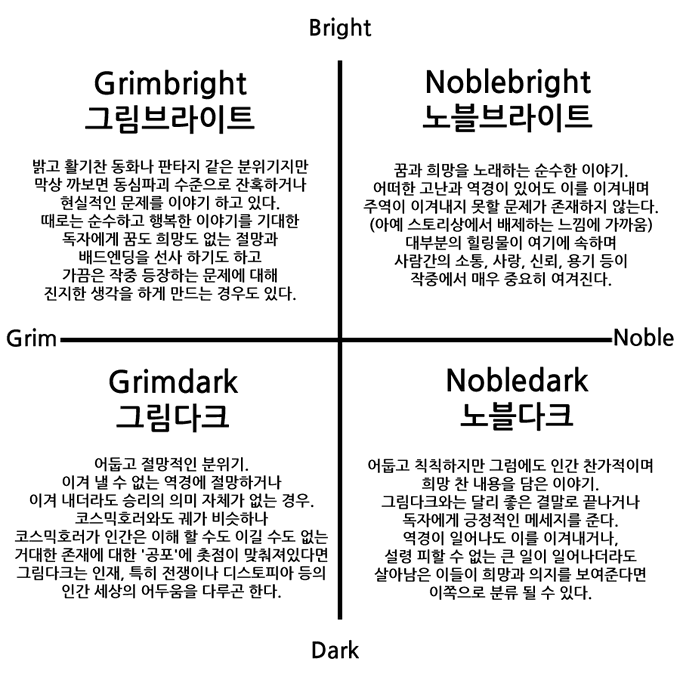 Bright
Grimbright
그림브라이트
밝고 활기찬 동화나 판타지 같은 분위기지만
막상 까보면 동심파괴 수준으로 잔혹하거나
현실적인 문제를 이야기 하고 있다.
때로는 순수하고 행복한 이야기를 기대한
독자에게 꿈도 희망도 없는 절망과
배드엔딩을 선사 하기도 하고
가끔은 작중 등장하는 문제에 대해
진지한 생각을 하게 만드는 경우도 있다.
Noblebright
노블브라이트
꿈과 희망을 노래하는 순수한 이야기.
어떠한 고난과 역경이 있어도 이를 이겨내며
주역이 이겨내지 못할 문제가 존재하지 않는다.
(아예 스토리상에서 배제하는 느낌에 가까움)
대부분의 힐링물이 여기에 속하며
사람간의 소통, 사랑, 신뢰, 용기 등이
작중에서 매우 중요히 여겨진다.
Grim
Noble
Grimdark
그림다크
어둡고 절망적인 분위기.
이겨 낼 수 없는 역경에 절망하거나
이겨 내더라도 승리의 의미 자체가 없는 경우.
코스믹호러와도 궤가 비슷하나
코스믹호러가 인간은 이해 할 수도 이길 수도 없는
거대한 존재에 대한 '공포'에 촛점이 맞춰져있다면
그림다크는 인재, 특히 전쟁이나 디스토피아 등의
인간 세상의 어두움을 다루곤 한다.
Nobledark
노블다크
어둡고 칙칙하지만 그럼에도 인간 찬가적이며
희망 찬 내용을 담은 이야기.
그림다크와는 달리 좋은 결말로 끝나거나
독자에게 긍정적인 메세지를 준다.
역경이 일어나도 이를 이겨내거나,
설령 피할 수 없는 큰 일이 일어나더라도
살아남은 이들이 희망과 의지를 보여준다면
이쪽으로 분류 될 수 있다.
Dark